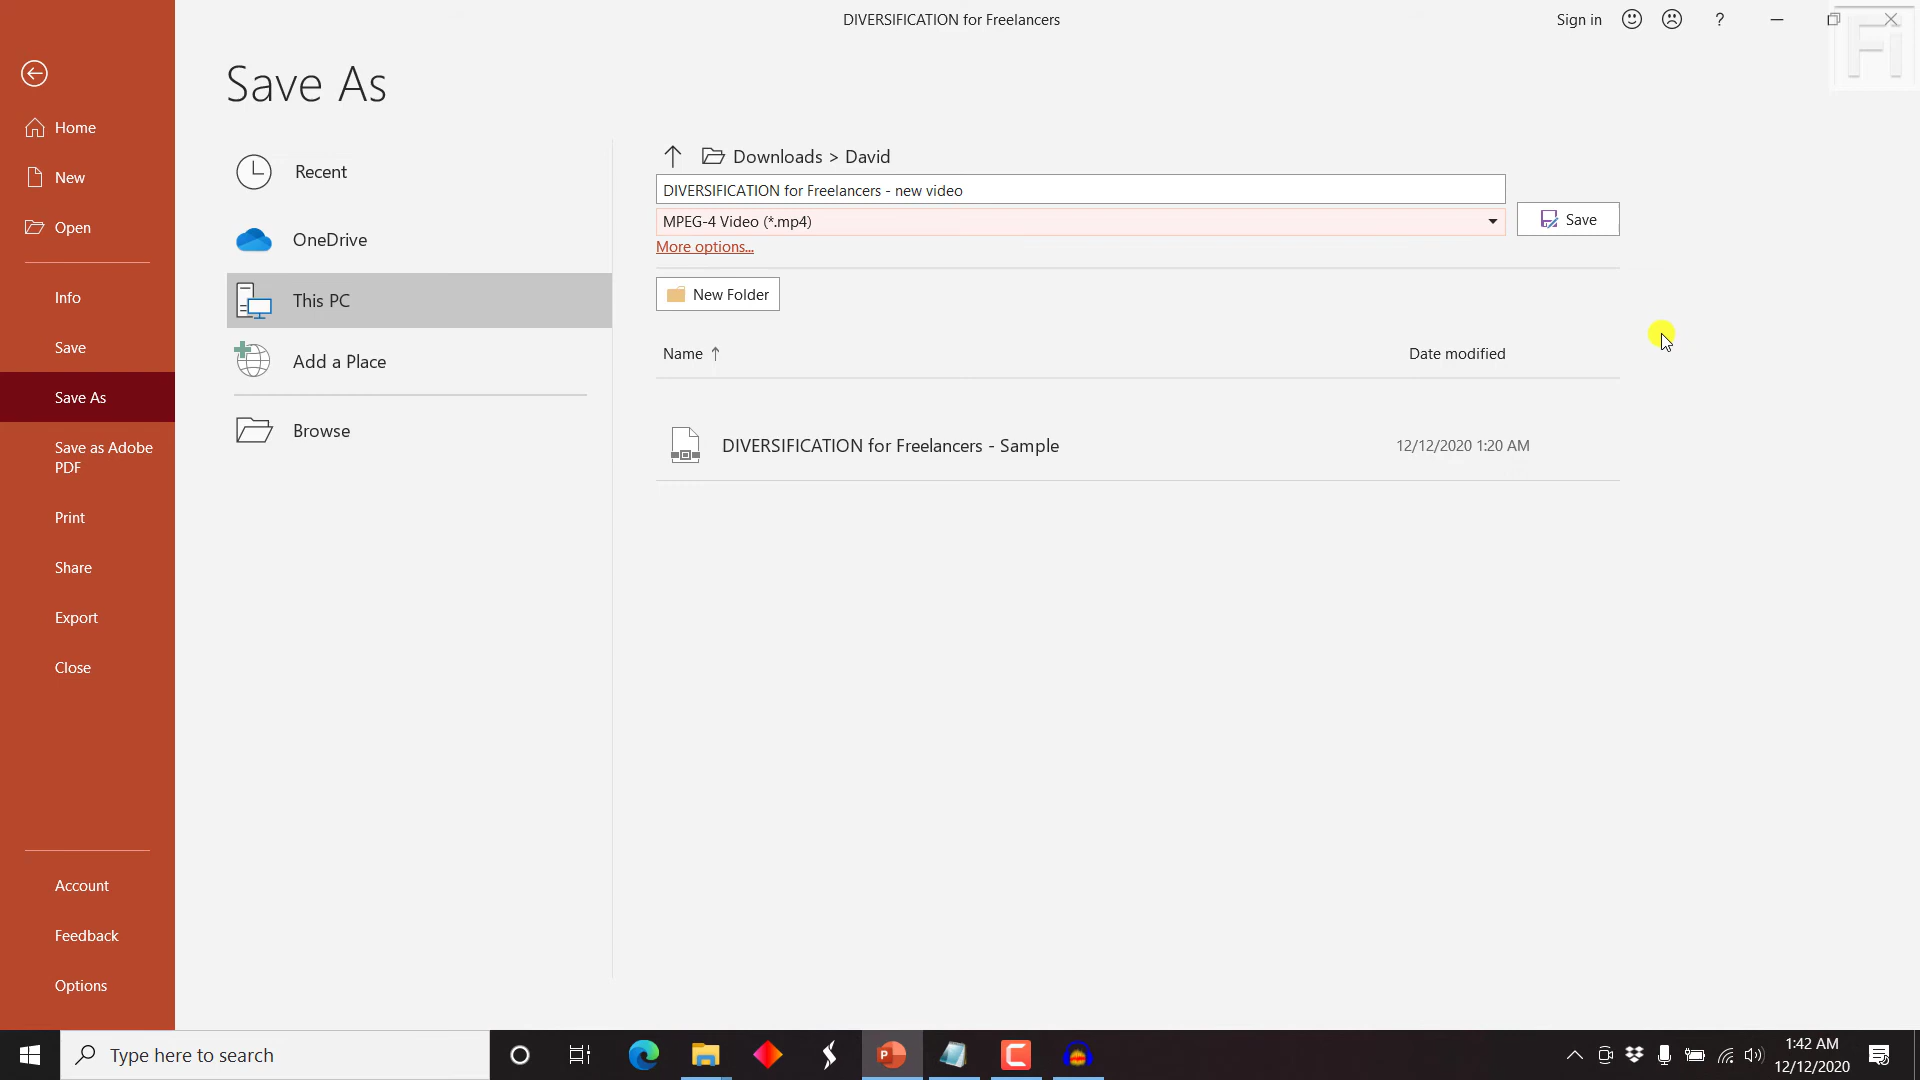 DIVERSIFICATION for Freelancers
Sign in
?
Fi
Save As
Home
New
Open
Info
Save
Save As
Save as Adobe
PDF
Print
Share
Export
Close
Account
Feedback
Options
Recent
OneDrive
This PC
Add a Place
Browse
Downloads > David
DIVERSIFICATION for Freelancers - new video
MPEG-4 Video (*.mp4)
Save
More options...
New Folder
Name ↑ Date modified
DIVERSIFICATION for Freelancers - Sample 12/12/2020 1:20 AM
Type here to search
P
1:42 AM
12/12/2020